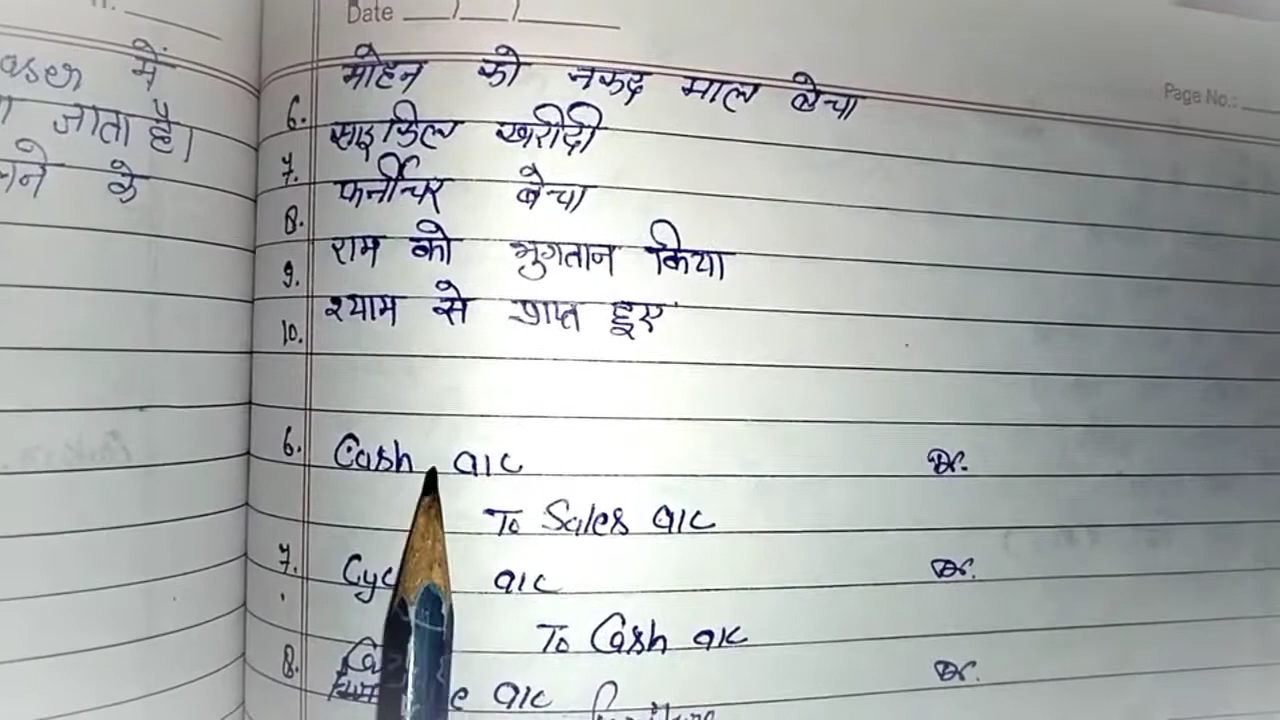 Date
Page No.:
में
जाता है।
के
6. मोहन को नकद माल बेचा
7. साइकिल खरीदी
8. फर्नीचर बेचा
9. राम को भुगतान किया
10. श्याम से प्राप्त हुए
6. Cash a/c Dr.
To Sales a/c
7. a/c Dr.
To Cash a/c
8. a/c Dr.